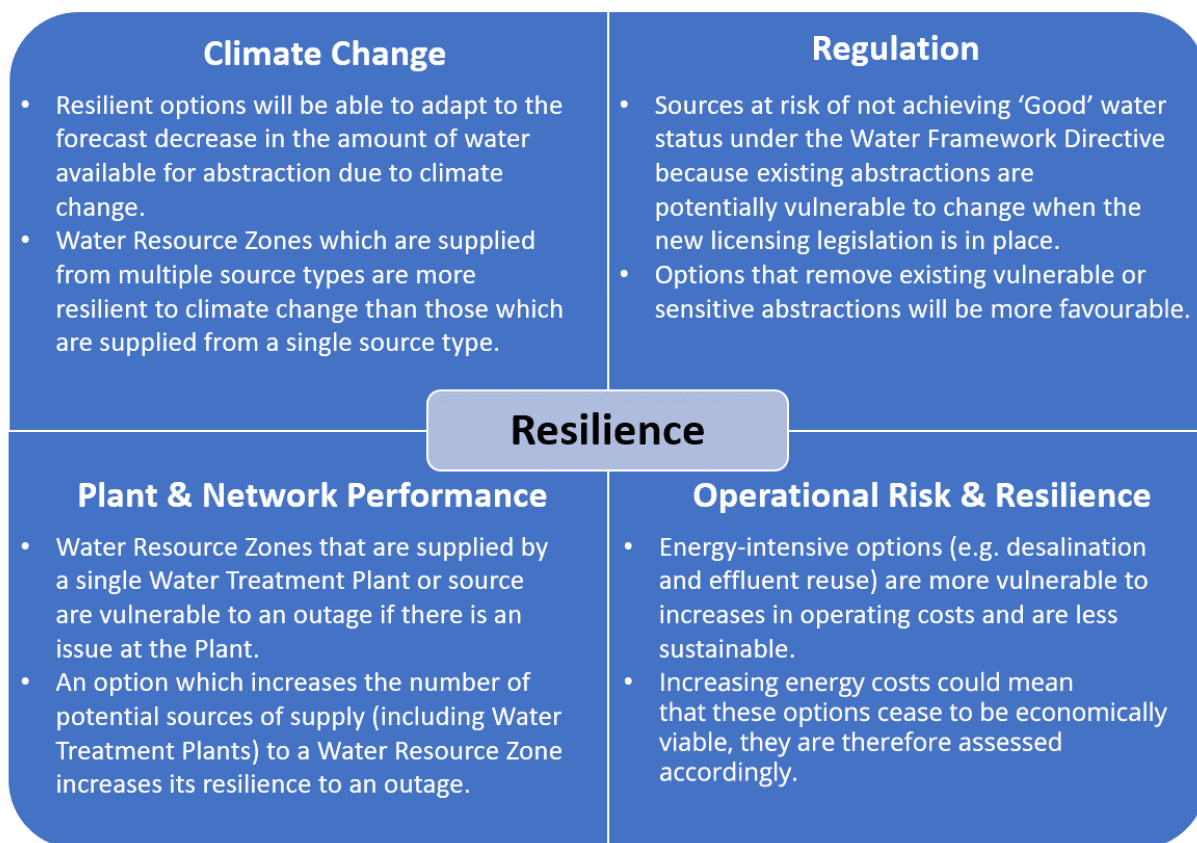 Climate Change
• Resilient options will be able to adapt to the
forecast decrease in the amount of water
available for abstraction due to climate
change.
• Water Resource Zones which are supplied
from multiple source types are more
resilient to climate change than those which
are supplied from a single source type.
Regulation
• Sources at risk of not achieving ‘Good’ water
status under the Water Framework Directive
because existing abstractions are
potentially vulnerable to change when the
new licensing legislation is in place.
• Options that remove existing vulnerable or
sensitive abstractions will be more favourable.
Resilience
Plant & Network Performance
• Water Resource Zones that are supplied by
a single Water Treatment Plant or source
are vulnerable to an outage if there is an
issue at the Plant.
• An option which increases the number of
potential sources of supply (including Water
Treatment Plants) to a Water Resource Zone
increases its resilience to an outage.
Operational Risk & Resilience
• Energy-intensive options (e.g. desalination
and effluent reuse) are more vulnerable to
increases in operating costs and are less
sustainable.
• Increasing energy costs could mean
that these options cease to be economically
viable, they are therefore assessed
accordingly.